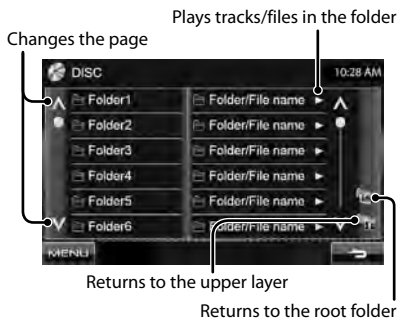 Plays tracks/files in the folder
Changes the page
DISC 10:28 AM
Folder1 Folder/File name
Folder2 Folder/File name
Folder3 Folder/File name
Folder4 Folder/File name
Folder5 Folder/File name
Folder6 Folder/File name
MENU
Returns to the upper layer
Returns to the root folder